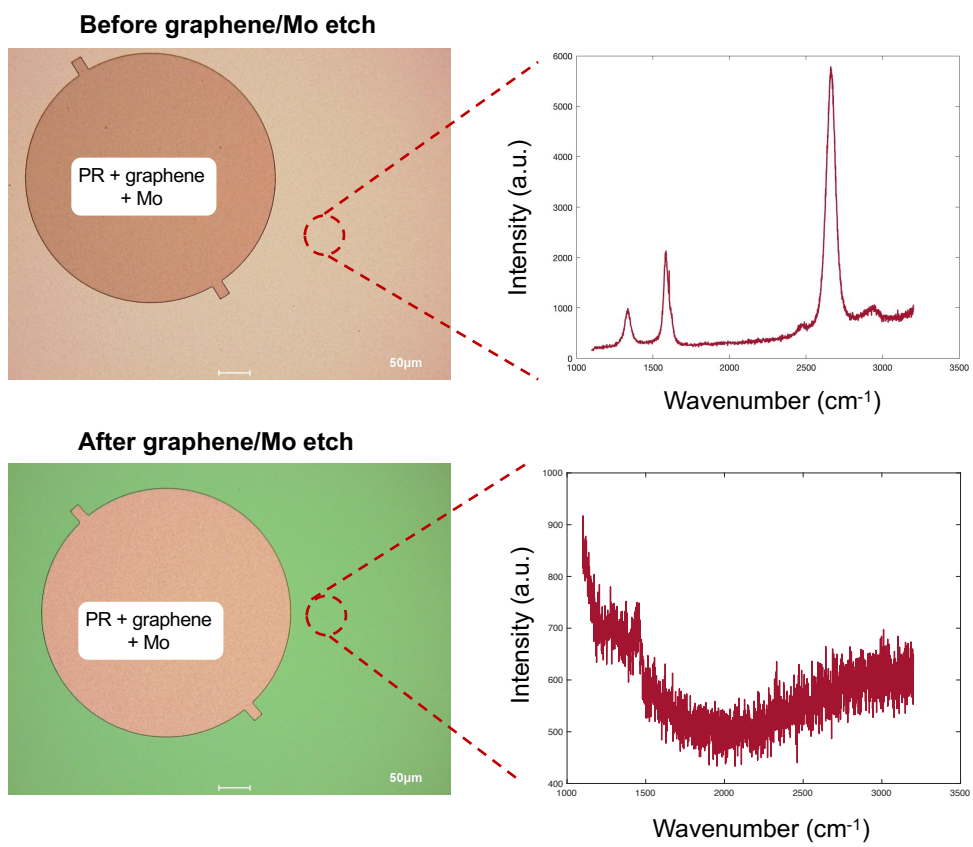 Before graphene/Mo etch
PR + graphene
+ Mo
50µm
6000
5000
4000
3000
2000
1000
0
1000
1500
2000
2500
3000
3500
Intensity (a.u.)
Wavenumber (cm-1)
After graphene/Mo etch
PR + graphene
+ Mo
50µm
1000
900
800
700
600
500
400
1000
1500
2000
2500
3000
3500
Intensity (a.u.)
Wavenumber (cm-1)